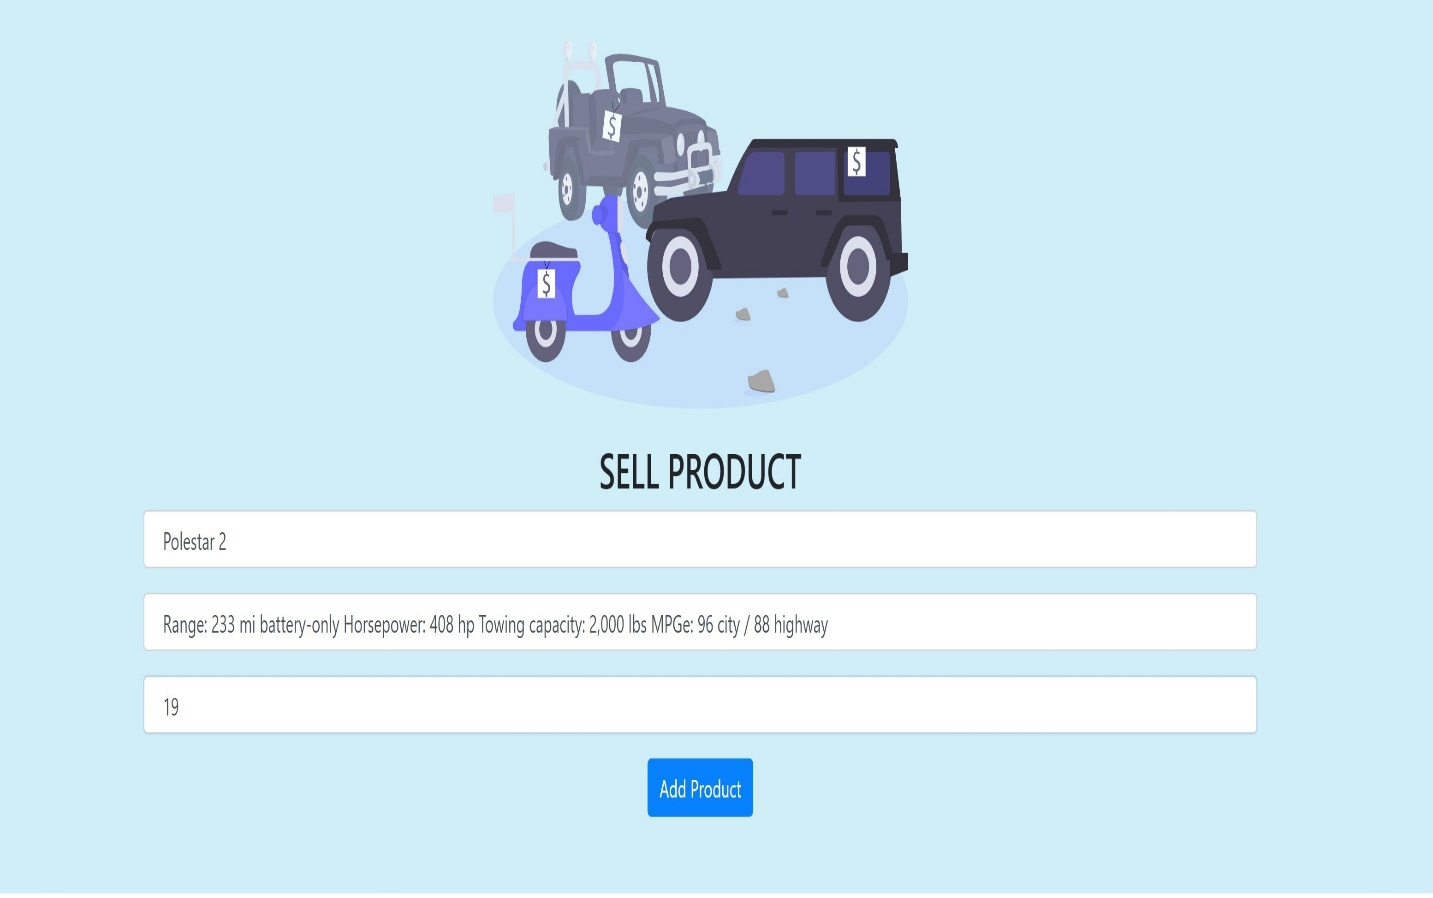 $
$
$
SELL PRODUCT
Polestar 2
Range: 233 mi battery-only Horsepower: 408 hp Towing capacity: 2,000 lbs MPGe: 96 city / 88 highway
19
Add Product